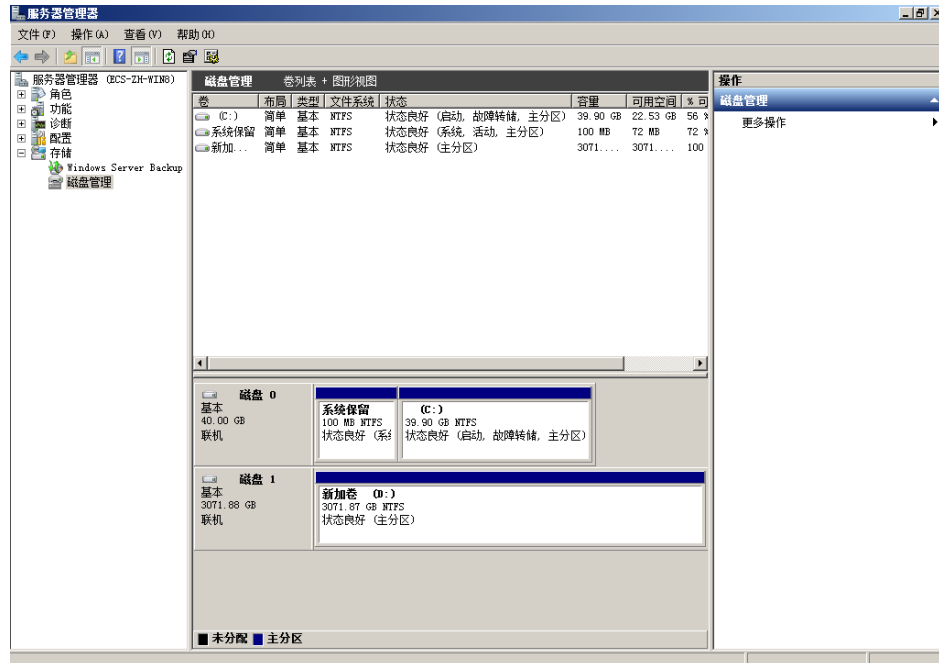 服务器管理器
文件(F) 操作(A) 查看(V) 帮助(H)
服务器管理器 (ECS-ZH-WIN8)
角色
功能
诊断
配置
存储
Windows Server Backup
磁盘管理
磁盘管理 卷列表 + 图形视图
卷 布局 类型 文件系统 状态 容量 可用空间 % 可
(C:) 简单 基本 NTFS 状态良好 (启动, 故障转储, 主分区) 39.90 GB 22.53 GB 56 %
系统保留 简单 基本 NTFS 状态良好 (系统, 活动, 主分区) 100 MB 72 MB 72 %
新加... 简单 基本 NTFS 状态良好 (主分区) 3071.... 3071.... 100
磁盘 0
基本
40.00 GB
联机
系统保留
100 MB NTFS
状态良好 (系统
(C:)
39.90 GB NTFS
状态良好 (启动, 故障转储, 主分区)
磁盘 1
基本
3071.88 GB
联机
新加卷 (D:)
3071.87 GB NTFS
状态良好 (主分区)
未分配 主分区
操作
磁盘管理
更多操作